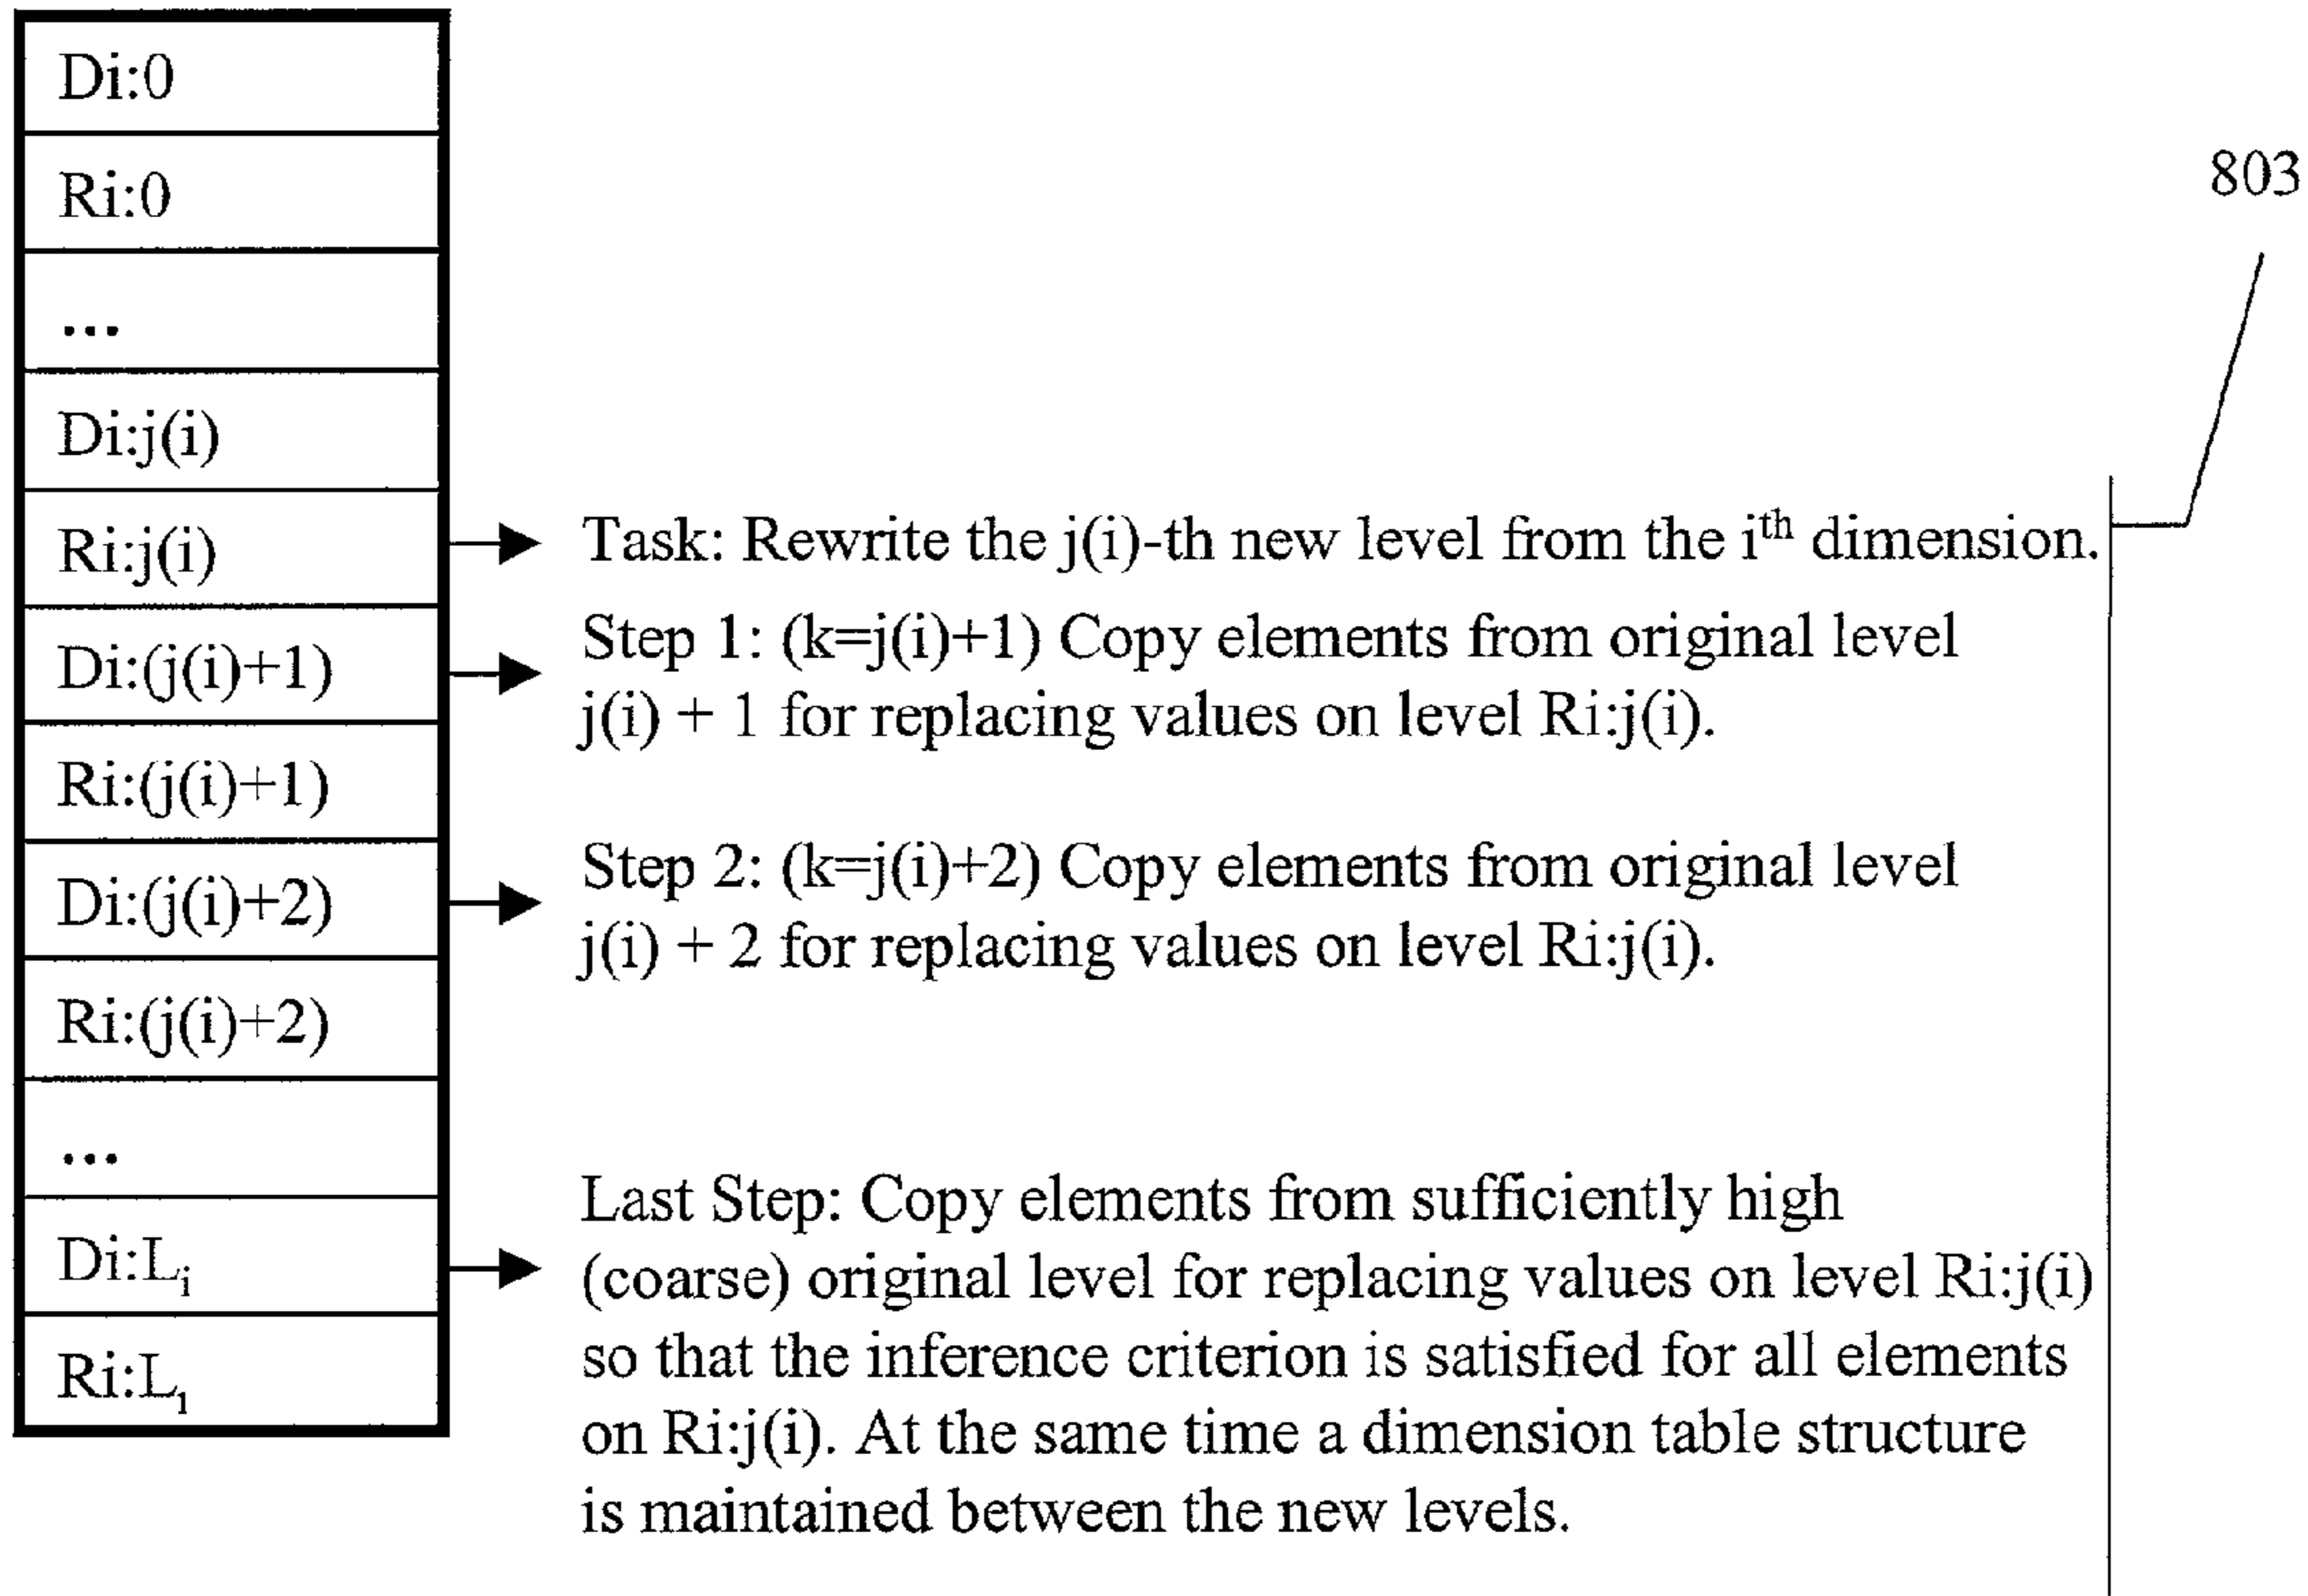 Di:0
Ri:0
...
Di:j(i)
Ri:j(i)
Di:(j(i)+1)
Ri:(j(i)+1)
Di:(j(i)+2)
Ri:(j(i)+2)
...
Di:Lᵢ
Ri:Lᵢ
803
Task: Rewrite the j(i)-th new level from the iᵗʰ dimension.
Step 1: (k=j(i)+1) Copy elements from original level
j(i) + 1 for replacing values on level Ri:j(i).
Step 2: (k=j(i)+2) Copy elements from original level
j(i) + 2 for replacing values on level Ri:j(i).
Last Step: Copy elements from sufficiently high
(coarse) original level for replacing values on level Ri:j(i)
so that the inference criterion is satisfied for all elements
on Ri:j(i). At the same time a dimension table structure
is maintained between the new levels.